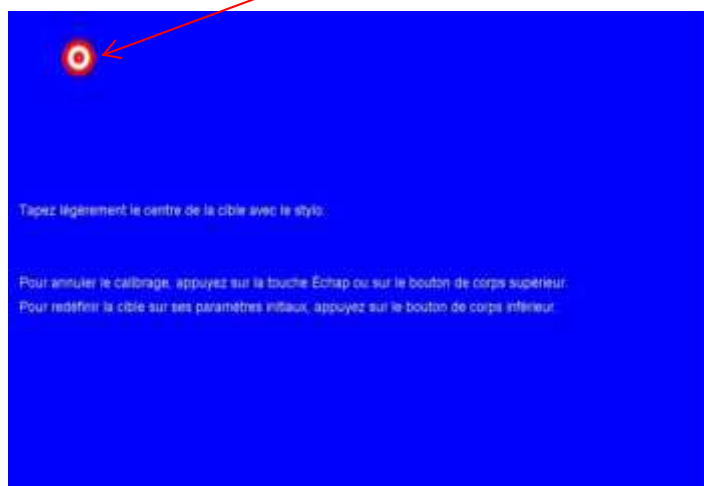 Tapez légèrement le centre de la cible avec le stylo.
Pour annuler le calibrage, appuyez sur la touche Échap ou sur le bouton de corps supérieur.
Pour redéfinir la cible sur ses paramètres initiaux, appuyez sur le bouton de corps inférieur.